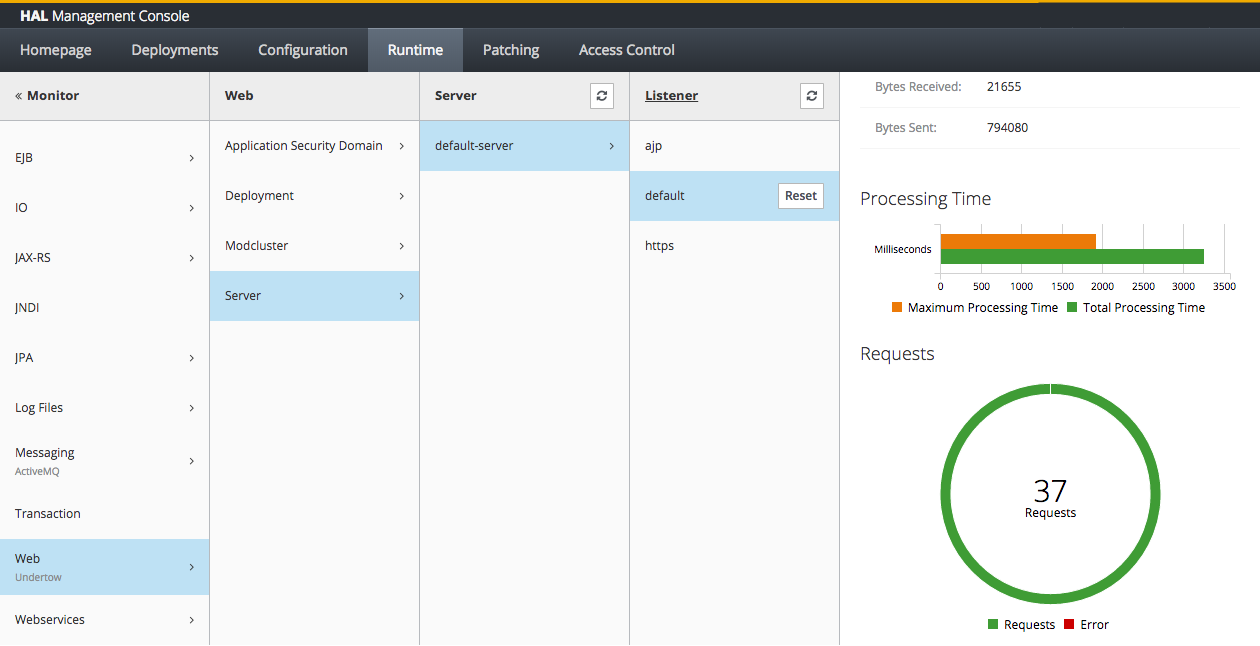 HAL Management Console
Homepage
Deployments
Configuration
Runtime
Patching
Access Control
« Monitor
EJB
IO
JAX-RS
JNDI
JPA
Log Files
Messaging
ActiveMQ
Transaction
Web
Undertow
Webservices
Web
Application Security Domain
Deployment
Modcluster
Server
Server
default-server
Listener
ajp
default
Reset
https
Bytes Received: 21655
Bytes Sent: 794080
Processing Time
Milliseconds
0 500 1000 1500 2000 2500 3000 3500
Maximum Processing Time Total Processing Time
Requests
37
Requests
Requests Error